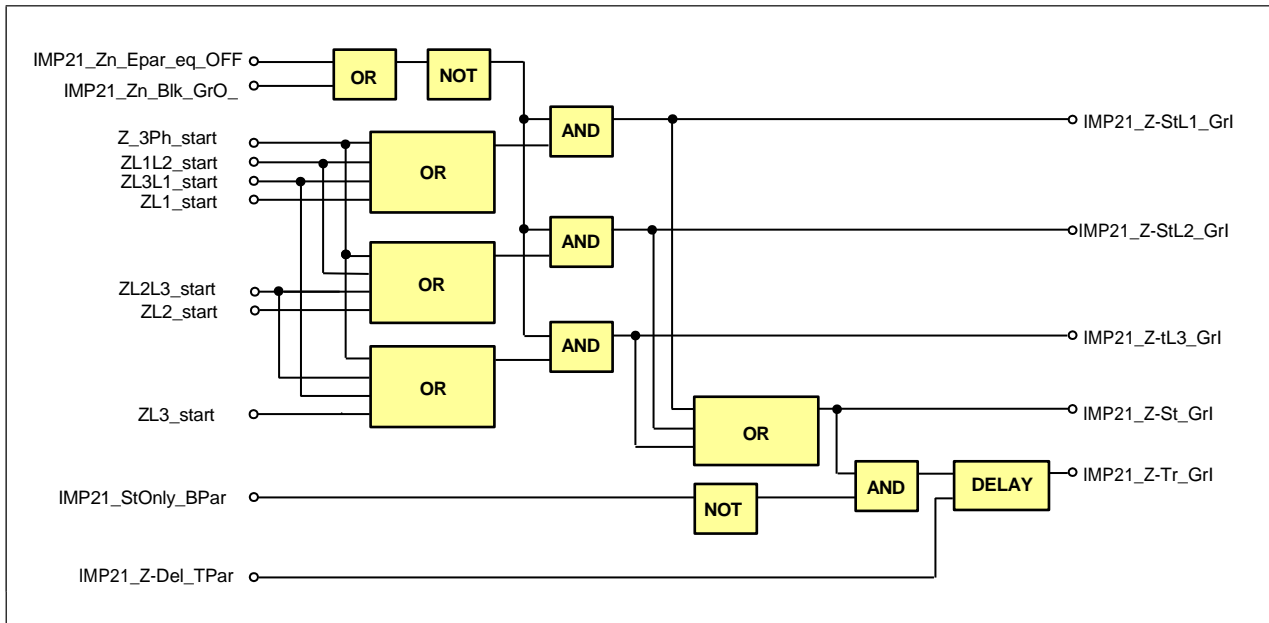 IMP21_Zn_Epar_eq_OFF
OR
NOT
IMP21_Zn_Blk_GrO_
AND
IMP21_Z-StL1_GrI
Z_3Ph_start
ZL1L2_start
OR
ZL3L1_start
ZL1_start
AND
IMP21_Z-StL2_GrI
OR
ZL2L3_start
ZL2_start
AND
IMP21_Z-tL3_GrI
OR
ZL3_start
OR
IMP21_Z-St_GrI
IMP21_StOnly_BPar
NOT
AND
DELAY
IMP21_Z-Tr_GrI
IMP21_Z-Del_TPar